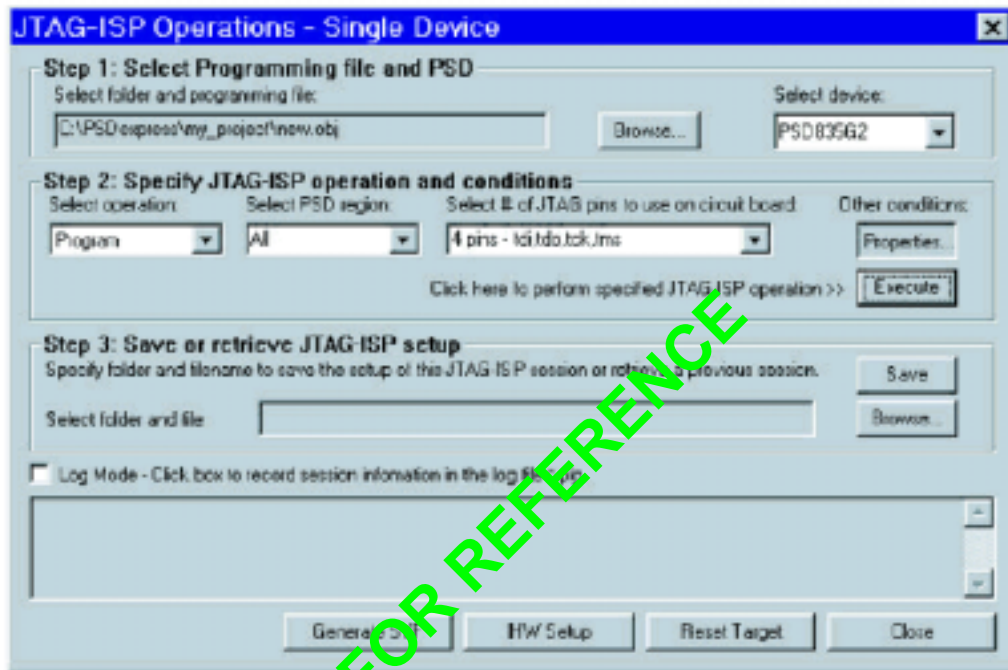 JTAG-ISP Operations - Single Device
Step 1: Select Programming file and PSD
Select folder and programming file:
Select device:
C:\PSDexpress\my_project\new.obj
Browse...
PSD835G2
Step 2: Specify JTAG-ISP operation and conditions
Select operation:
Select PSD region:
Select # of JTAG pins to use on circuit board:
Other conditions:
Program
All
4 pins - tdi,tdo,tck,tms
Properties...
Click here to perform specified JTAG-ISP operation >>
Execute
Step 3: Save or retrieve JTAG-ISP setup
Specify folder and filename to save the setup of this JTAG-ISP session or retrieve a previous session.
Save
Select folder and file:
Browse...
Log Mode - Click box to record session infomation in the log file
Generate
HW Setup
Reset Target
Close
FOR REFERENCE